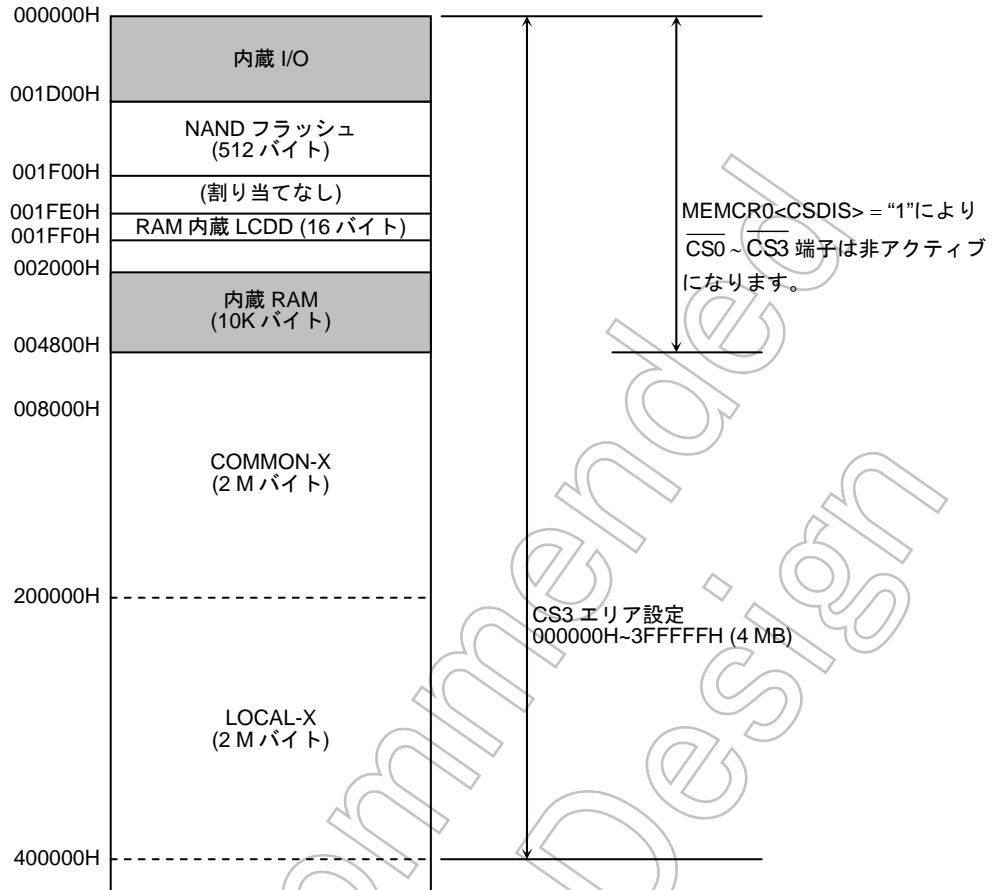 000000H
内蔵 I/O
001D00H
NAND フラッシュ
(512 バイト)
001F00H
(割り当てなし)
001FE0H
RAM 内蔵 LCDD (16 バイト)
001FF0H
002000H
内蔵 RAM
(10K バイト)
004800H
008000H
COMMON-X
(2 M バイト)
200000H
LOCAL-X
(2 M バイト)
400000H
MEMCR0<CSDIS> = “1”により
CS0 ~ CS3 端子は非アクティブ
になります。
CS3 エリア設定
000000H~3FFFFFH (4 MB)
ommended
Design